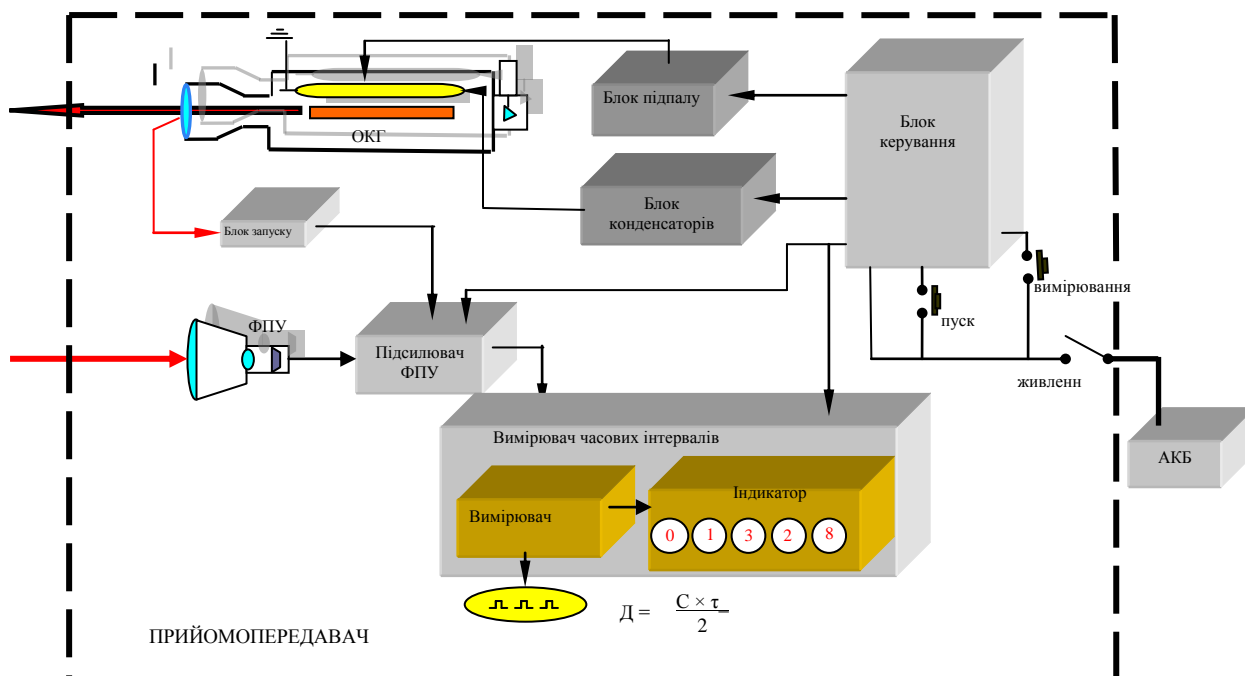 Блок підпалу
Блок
керування
ОКГ
Блок
конденсаторів
Блок запуску
вимірювання
ФПУ
пуск
Підсилювач
ФПУ
живленн
Вимірювач часових інтервалів
АКБ
Індикатор
Вимірювач
0 1 3 2 8
Д = С × τ
2
ПРИЙОМОПЕРЕДАВАЧ